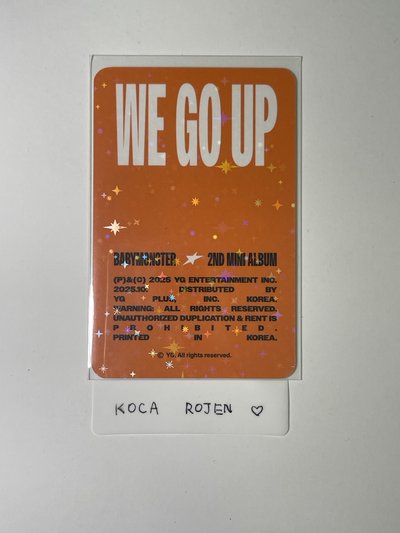 WE GO UP
BABYMONSTER 2ND MINI ALBUM
(P)&(C) 2025 YG ENTERTAINMENT INC.
2025.10. DISTRIBUTED BY
YG PLUS, INC. KOREA.
WARNING: ALL RIGHTS RESERVED.
UNAUTHORIZED DUPLICATION & RENT IS
PROHIBITED.
PRINTED IN KOREA.
© YG. All rights reserved.
KOCA ROJEN ♡